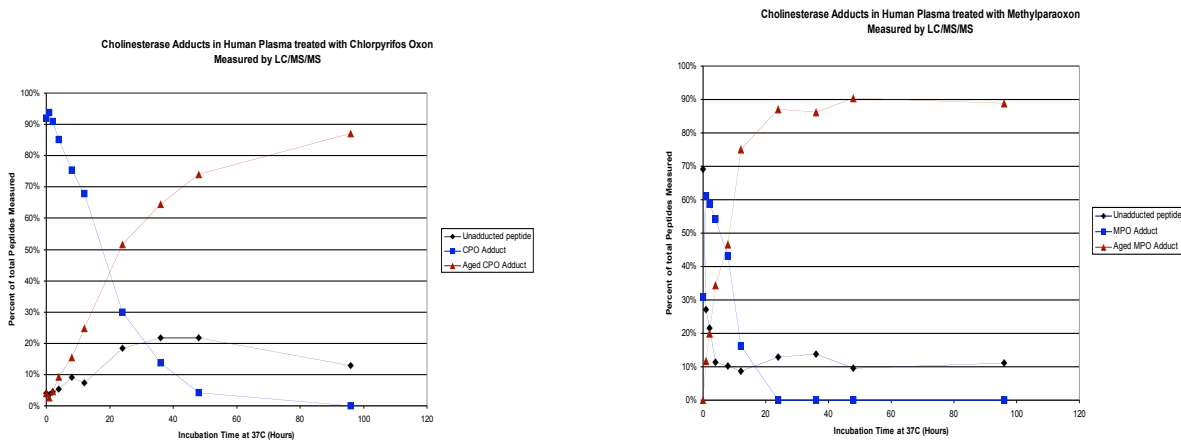 Cholinesterase Adducts in Human Plasma treated with Chlorpyrifos Oxon
Measured by LC/MS/MS
100%
90%
80%
70%
60%
50%
40%
30%
20%
10%
0%
Percent of total Peptides Measured
0
20
40
60
80
100
120
Incubation Time at 37C (Hours)
Unadducted peptide
CPO Adduct
Aged CPO Adduct
Cholinesterase Adducts in Human Plasma treated with Methylparaoxon
Measured by LC/MS/MS
100%
90%
80%
70%
60%
50%
40%
30%
20%
10%
0%
Percent of total Peptides Measured
0
20
40
60
80
100
120
Incubation Time at 37C (Hours)
Unadducted peptide
MPO Adduct
Aged MPO Adduct